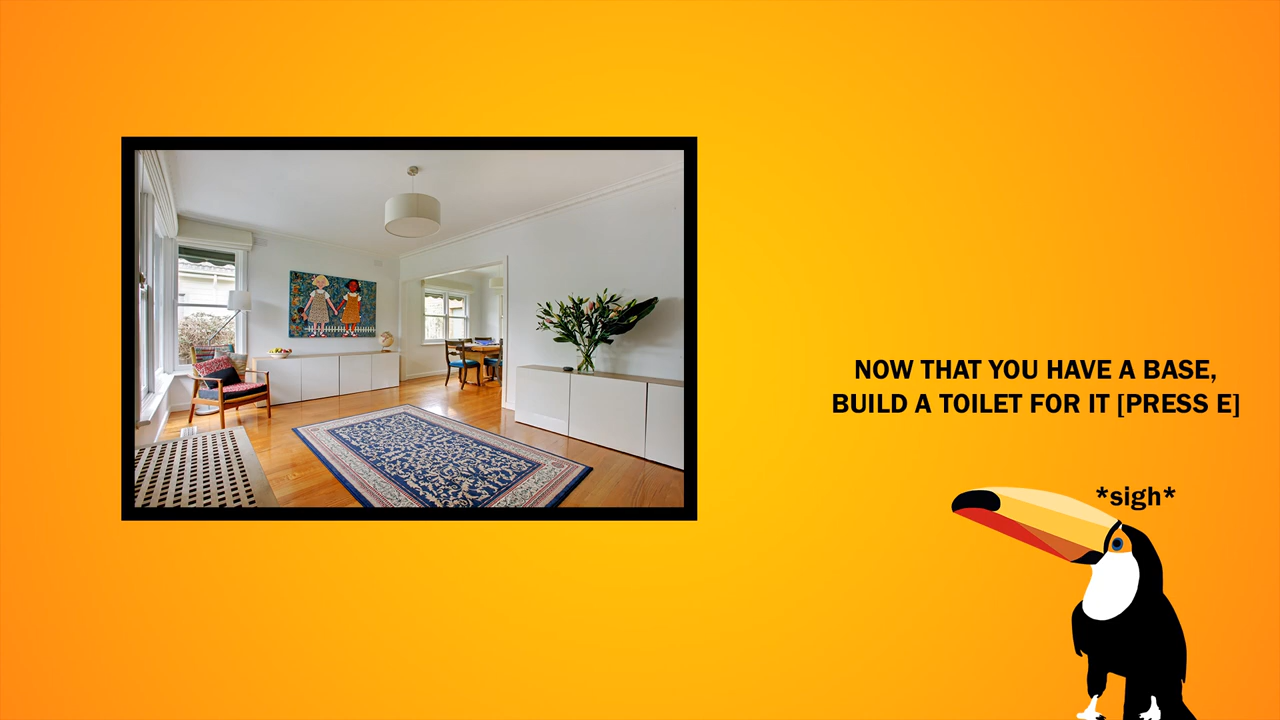 NOW THAT YOU HAVE A BASE,
BUILD A TOILET FOR IT [PRESS E]
*sigh*